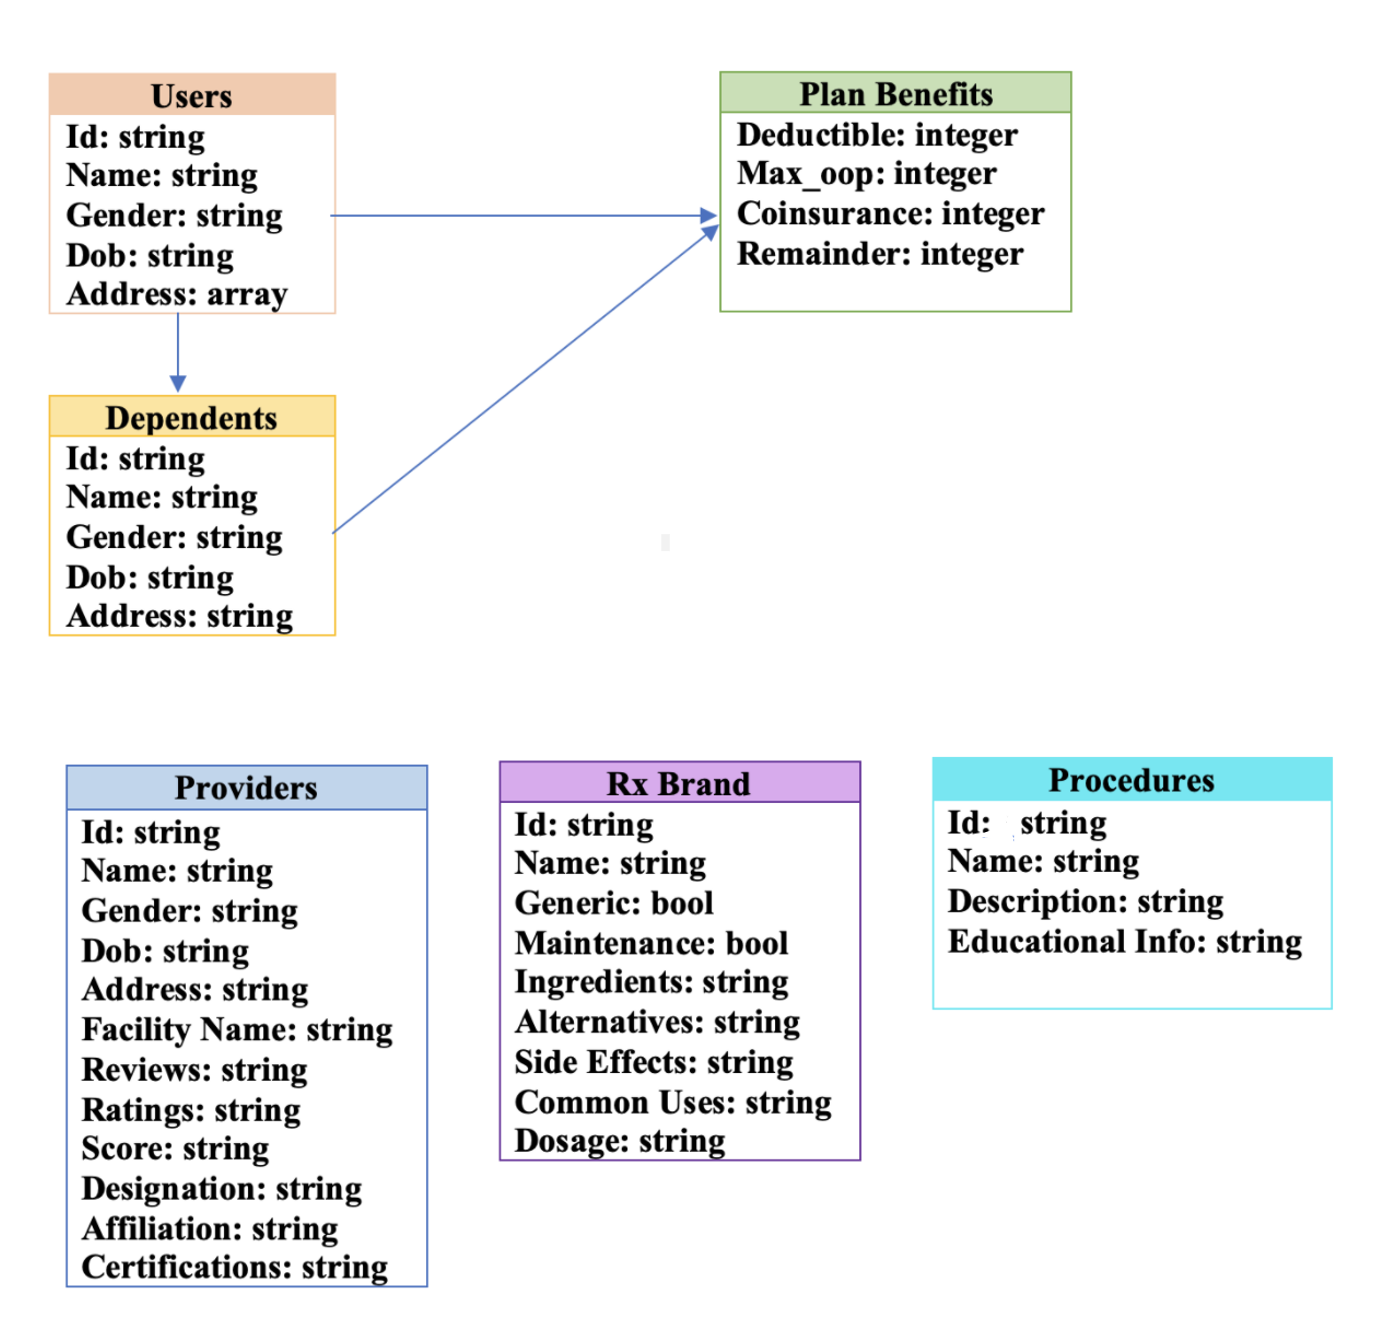 Users
Id: string
Name: string
Gender: string
Dob: string
Address: array
Plan Benefits
Deductible: integer
Max_oop: integer
Coinsurance: integer
Remainder: integer
Dependents
Id: string
Name: string
Gender: string
Dob: string
Address: string
Providers
Id: string
Name: string
Gender: string
Dob: string
Address: string
Facility Name: string
Reviews: string
Ratings: string
Score: string
Designation: string
Affiliation: string
Certifications: string
Rx Brand
Id: string
Name: string
Generic: bool
Maintenance: bool
Ingredients: string
Alternatives: string
Side Effects: string
Common Uses: string
Dosage: string
Procedures
Id: string
Name: string
Description: string
Educational Info: string